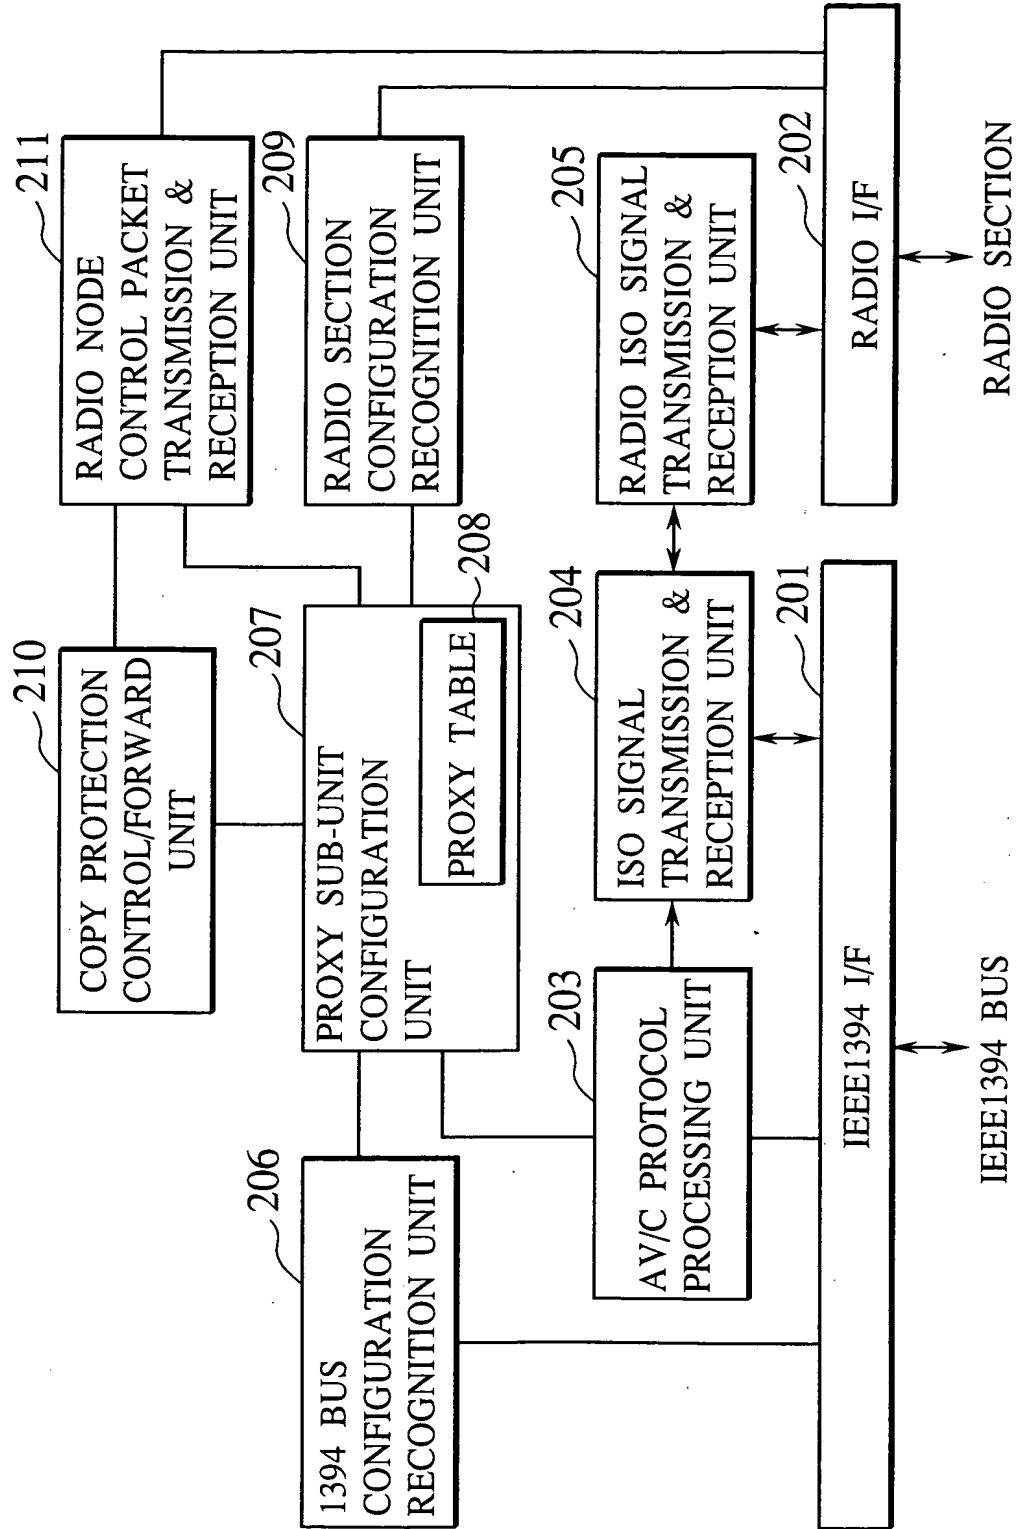 210
COPY PROTECTION
CONTROL/FORWARD
UNIT
211
RADIO NODE
CONTROL PACKET
TRANSMISSION &
RECEPTION UNIT
206
1394 BUS
CONFIGURATION
RECOGNITION UNIT
207
PROXY SUB-UNIT
CONFIGURATION
UNIT
208
PROXY TABLE
209
RADIO SECTION
CONFIGURATION
RECOGNITION UNIT
203
AV/C PROTOCOL
PROCESSING UNIT
204
ISO SIGNAL
TRANSMISSION &
RECEPTION UNIT
205
RADIO ISO SIGNAL
TRANSMISSION &
RECEPTION UNIT
201
IEEE1394 I/F
202
RADIO I/F
IEEE1394 BUS
RADIO SECTION